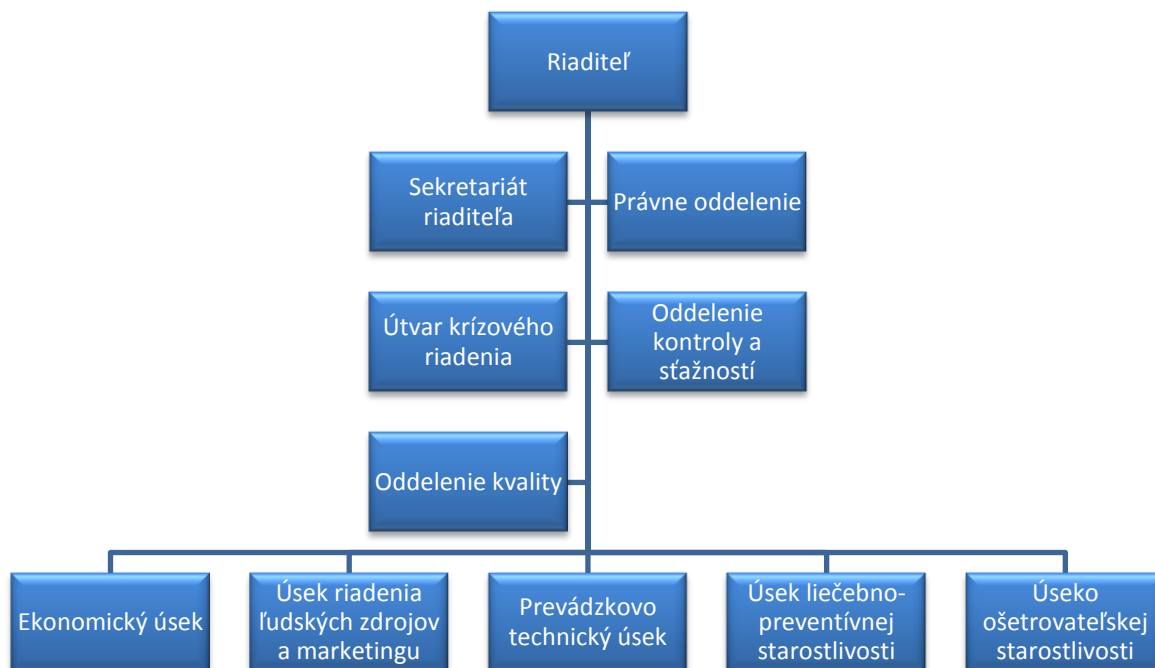 Riaditeľ
Sekretariát
riaditeľa
Právne oddelenie
Útvar krízového
riadenia
Oddelenie
kontroly a
sťažností
Oddelenie kvality
Ekonomický úsek
Úsek riadenia
ľudských zdrojov
a marketingu
Prevádzkovo
technický úsek
Úsek liečebno-
preventívnej
starostlivosti
Úseko
ošetrovateľskej
starostlivosti